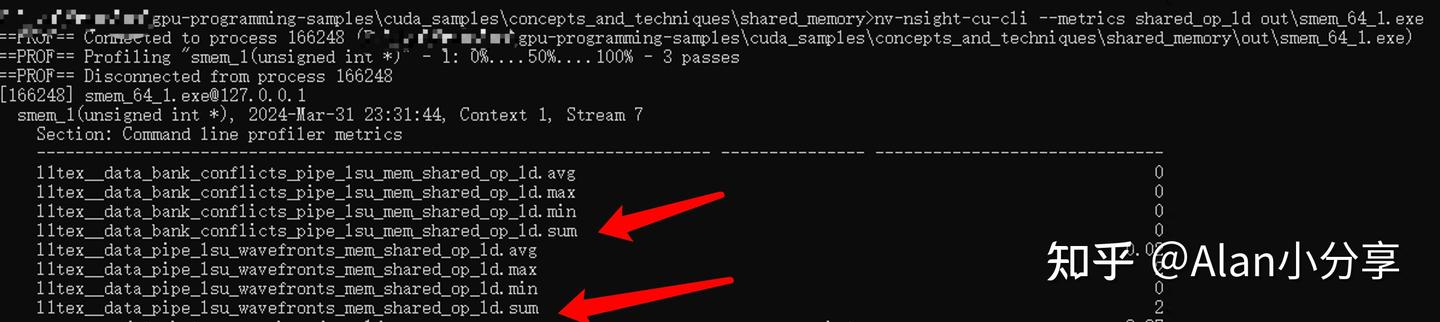 gpu-programming-samples\cuda_samples\concepts_and_techniques\shared_memory>nv-nsight-cu-cli --metrics shared_op_ld out\smem_64_1.exe
==PROF== Connected to process 166248 (
gpu-programming-samples\cuda_samples\concepts_and_techniques\shared_memory\out\smem_64_1.exe)
==PROF== Profiling "smem_1(unsigned int *)" - 1: 0%....50%....100% - 3 passes
==PROF== Disconnected from process 166248
[166248] smem_64_1.exe@127.0.0.1
smem_1(unsigned int *), 2024-Mar-31 23:31:44, Context 1, Stream 7
Section: Command line profiler metrics
l1tex__data_bank_conflicts_pipe_lsu_mem_shared_op_ld.avg 0
l1tex__data_bank_conflicts_pipe_lsu_mem_shared_op_ld.max 0
l1tex__data_bank_conflicts_pipe_lsu_mem_shared_op_ld.min 0
l1tex__data_bank_conflicts_pipe_lsu_mem_shared_op_ld.sum 0
l1tex__data_pipe_lsu_wavefronts_mem_shared_op_ld.avg
l1tex__data_pipe_lsu_wavefronts_mem_shared_op_ld.max
l1tex__data_pipe_lsu_wavefronts_mem_shared_op_ld.min 0
l1tex__data_pipe_lsu_wavefronts_mem_shared_op_ld.sum 2
知乎 @Alan小分享